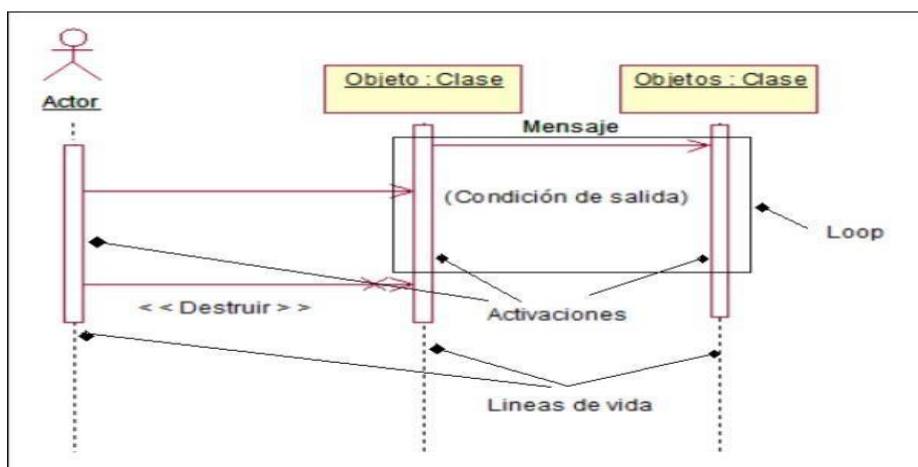 Actor
Objeto : Clase
Objetos : Clase
Mensaje
(Condición de salida)
Loop
< < Destruir > >
Activaciones
Lineas de vida